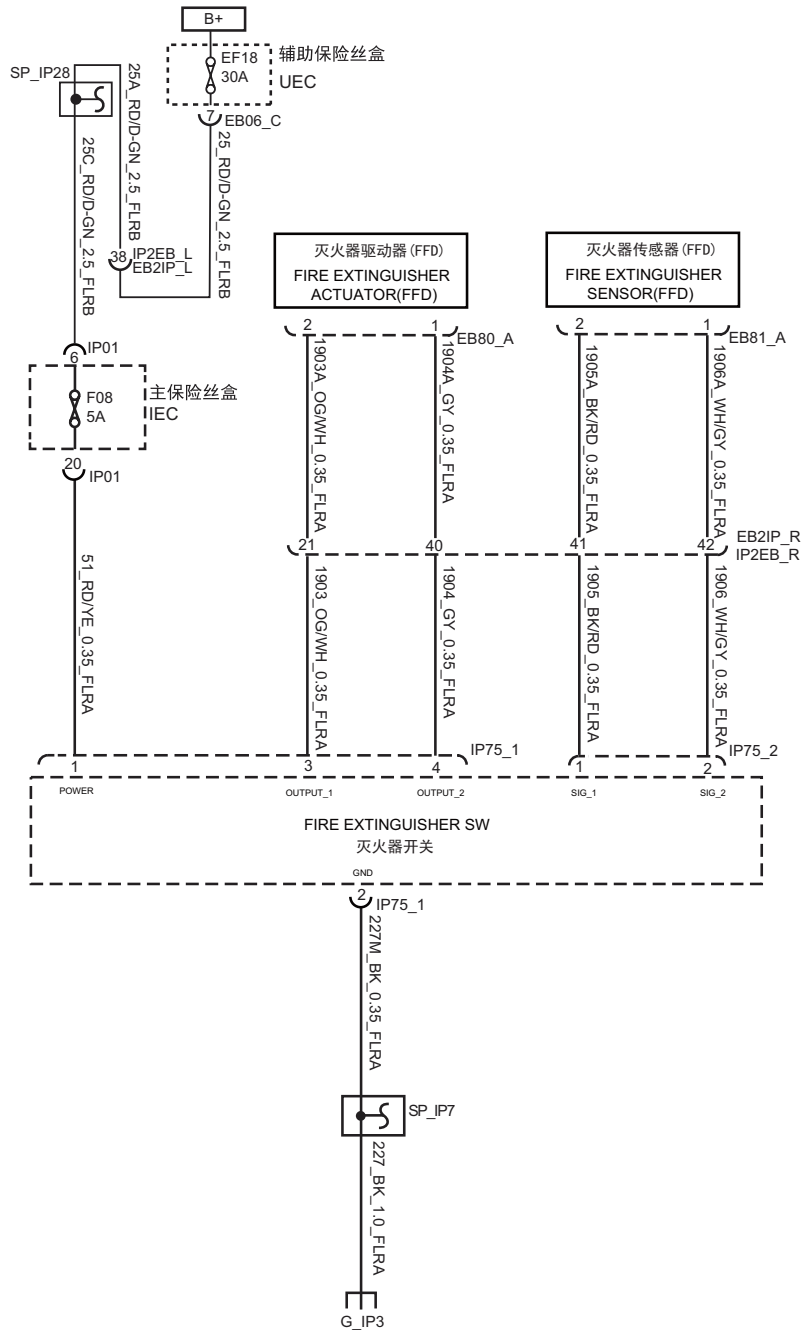 B+
EF18
30A
辅助保险丝盒
UEC
SP_IP28
7
EB06_C
25A_RD/D-GN_2.5_FLRB
25C_RD/D-GN_2.5_FLRB
25_RD/D-GN_2.5_FLRB
38
IP2EB_L
EB2IP_L
灭火器驱动器(FFD)
FIRE EXTINGUISHER
ACTUATOR(FFD)
灭火器传感器(FFD)
FIRE EXTINGUISHER
SENSOR(FFD)
2
1
EB80_A
2
1
EB81_A
6
IP01
F08
5A
主保险丝盒
IEC
20
IP01
1903A_OG/WH_0.35_FLRA
1904A_GY_0.35_FLRA
1905A_BK/RD_0.35_FLRA
1906A_WH/GY_0.35_FLRA
21
40
41
42
EB2IP_R
IP2EB_R
51_RD/YE_0.35_FLRA
1903_OG/WH_0.35_FLRA
1904_GY_0.35_FLRA
1905_BK/RD_0.35_FLRA
1906_WH/GY_0.35_FLRA
1
3
4
IP75_1
1
2
IP75_2
POWER
OUTPUT_1
OUTPUT_2
SIG_1
SIG_2
FIRE EXTINGUISHER SW
灭火器开关
GND
2
IP75_1
227M_BK_0.35_FLRA
SP_IP7
227_BK_1.0_FLRA
G_IP3